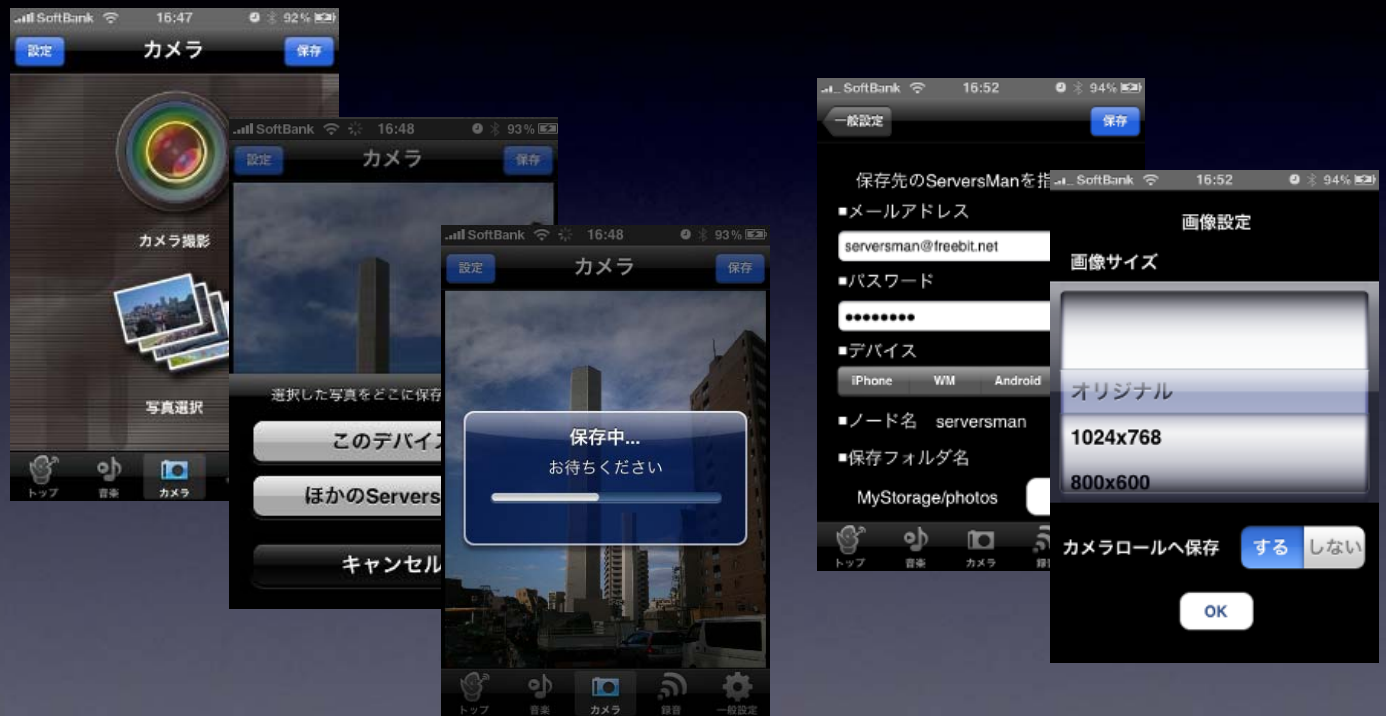 SoftBank 16:47 92%
設定 カメラ 保存
カメラ撮影
写真選択
トップ 音楽 カメラ
SoftBank 16:48 93%
設定 カメラ 保存
選択した写真をどこに保存
このデバイ
ほかのServers
キャンセル
SoftBank 16:48 93%
設定 カメラ 保存
保存中...
お待ちください
トップ 音楽 カメラ 録音 一般設定
SoftBank 16:52 94%
一般設定 保存
保存先のServersManを指
■メールアドレス
serversman@freebit.net
■パスワード
••••••••
■デバイス
iPhone WM Android
■ノード名 serversman
■保存フォルダ名
MyStorage/photos
トップ 音楽 カメラ 録音
SoftBank 16:52 94%
画像設定
画像サイズ
オリジナル
1024x768
800x600
カメラロールへ保存 する しない
OK